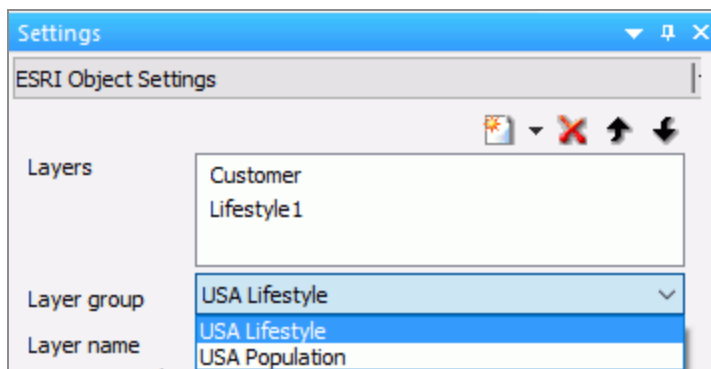 Settings
ESRI Object Settings
Layers
Customer
Lifestyle1
Layer group
USA Lifestyle
USA Lifestyle
Layer name
USA Population